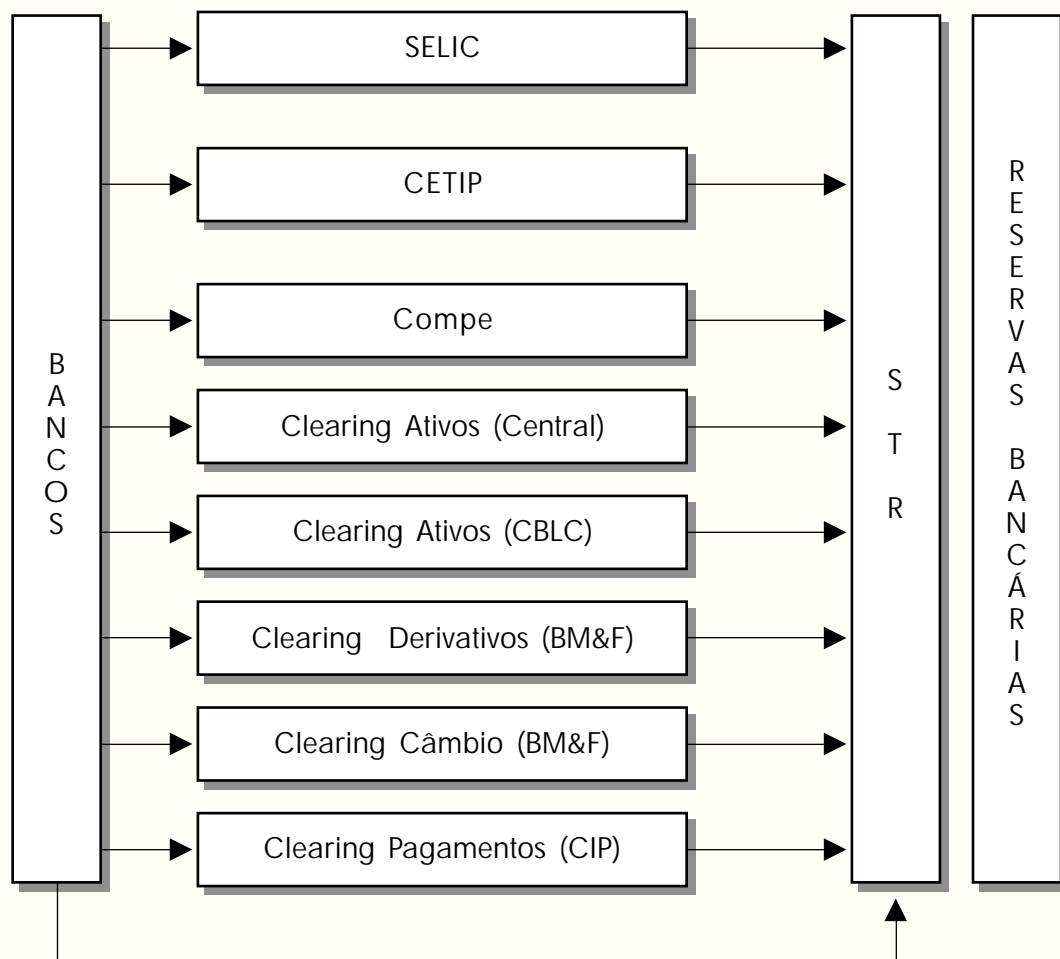 BANCOS
SELIC
CETIP
Compe
Clearing Ativos (Central)
Clearing Ativos (CBLC)
Clearing Derivativos (BM&F)
Clearing Câmbio (BM&F)
Clearing Pagamentos (CIP)
STR
RESERVAS BANCÁRIAS